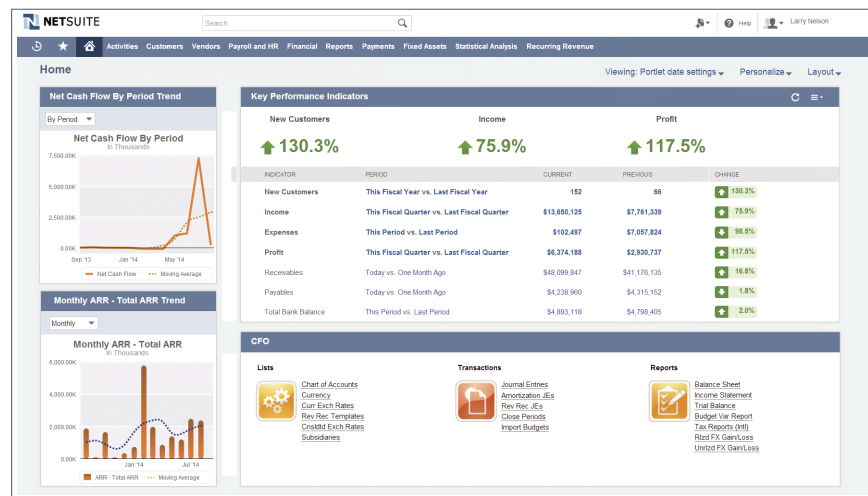 NETSUITE
Search
Help
Larry Nelson
Activities Customers Vendors Payroll and HR Financial Reports Payments Fixed Assets Statistical Analysis Recurring Revenue
Home
Viewing: Portlet date settings Personalize Layout
Net Cash Flow By Period Trend
By Period
Net Cash Flow By Period
In Thousands
7,500.00K
5,000.00K
2,500.00K
0.00K
Sep '13 Jan '14 May '14
Net Cash Flow Moving Average
Monthly ARR - Total ARR Trend
Monthly
Monthly ARR - Total ARR
In Thousands
6,000.00K
4,000.00K
2,000.00K
0.00K
Jan '14 Jul '14
ARR - Total ARR Moving Average
Key Performance Indicators
New Customers Income Profit
130.3% 75.9% 117.5%
INDICATOR PERIOD CURRENT PREVIOUS CHANGE
New Customers This Fiscal Year vs. Last Fiscal Year 152 66 130.3%
Income This Fiscal Quarter vs. Last Fiscal Quarter $13,650,125 $7,761,339 75.9%
Expenses This Period vs. Last Period $102,497 $7,057,824 98.5%
Profit This Fiscal Quarter vs. Last Fiscal Quarter $6,374,188 $2,930,737 117.5%
Receivables Today vs. One Month Ago $48,099,847 $41,176,135 16.8%
Payables Today vs. One Month Ago $4,238,960 $4,315,152 1.8%
Total Bank Balance This Period vs. Last Period $4,893,118 $4,798,405 2.0%
CFO
Lists
Chart of Accounts
Currency
Curr Exch Rates
Rev Rec Templates
Cnsldtd Exch Rates
Subsidiaries
Transactions
Journal Entries
Amortization JEs
Rev Rec JEs
Close Periods
Import Budgets
Reports
Balance Sheet
Income Statement
Trial Balance
Budget Var Report
Tax Reports (Intl)
Rlzd FX Gain/Loss
Unrlzd FX Gain/Loss